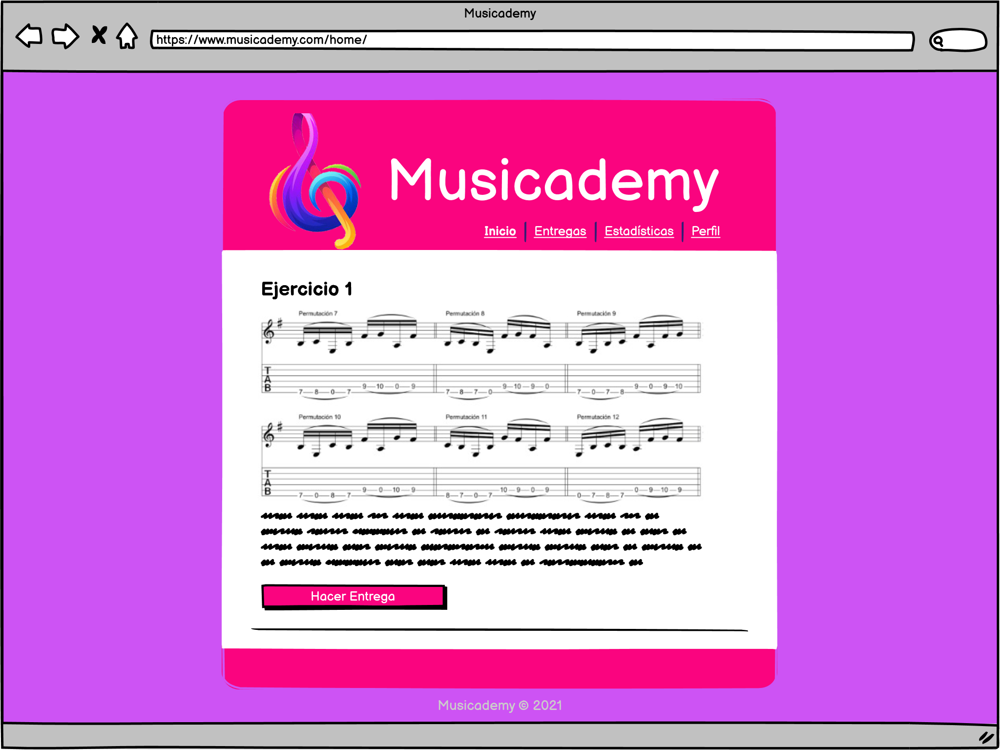 Musicademy
https://www.musicademy.com/home/
Musicademy
Inicio Entregas Estadísticas Perfil
Ejercicio 1
Permutación 7 Permutación 8 Permutación 9
T
A
B
9 10 0 9 9 10 9 0 9 0 9 10
7 8 0 7 7 8 7 0 7 0 7 8
Permutación 10 Permutación 11 Permutación 12
T
A
B
9 0 10 9 10 9 0 9 0 9 10 9
7 0 8 7 8 7 0 7 0 7 8 7
Hacer Entrega
Musicademy © 2021